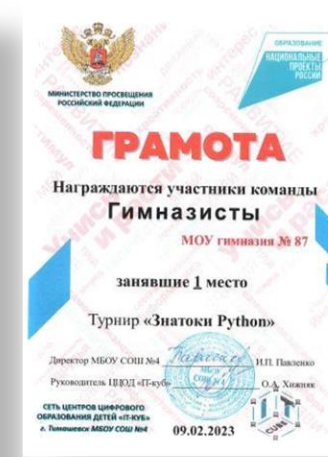 МИНИСТЕРСТВО ПРОСВЕЩЕНИЯ
РОССИЙСКОЙ ФЕДЕРАЦИИ
ОБРАЗОВАНИЕ
НАЦИОНАЛЬНЫЕ
ПРОЕКТЫ
РОССИИ
ГРАМОТА
Награждаются участники команды
Гимназисты
МОУ гимназия № 87
занявшие 1 место
Турнир «Знатоки Python»
Директор МБОУ СОШ №4 И.П. Павленко
Руководитель ЦЦОД «IT-куб» О.А. Хижняк
СЕТЬ ЦЕНТРОВ ЦИФРОВОГО
ОБРАЗОВАНИЯ ДЕТЕЙ «IT-КУБ»
г. Тимашевск МБОУ СОШ №4
09.02.2023
IT
CUBE